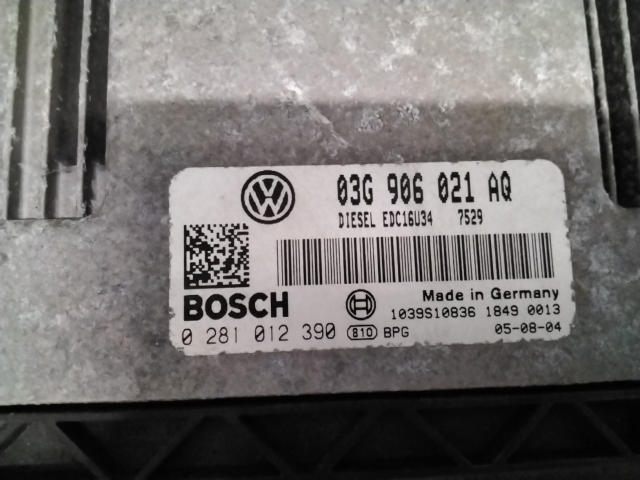 03G 906 021 AQ
DIESEL EDC16U34 7529
BOSCH
Made in Germany
1039S10836 1849 0013
0 281 012 390 810 BPG 05-08-04